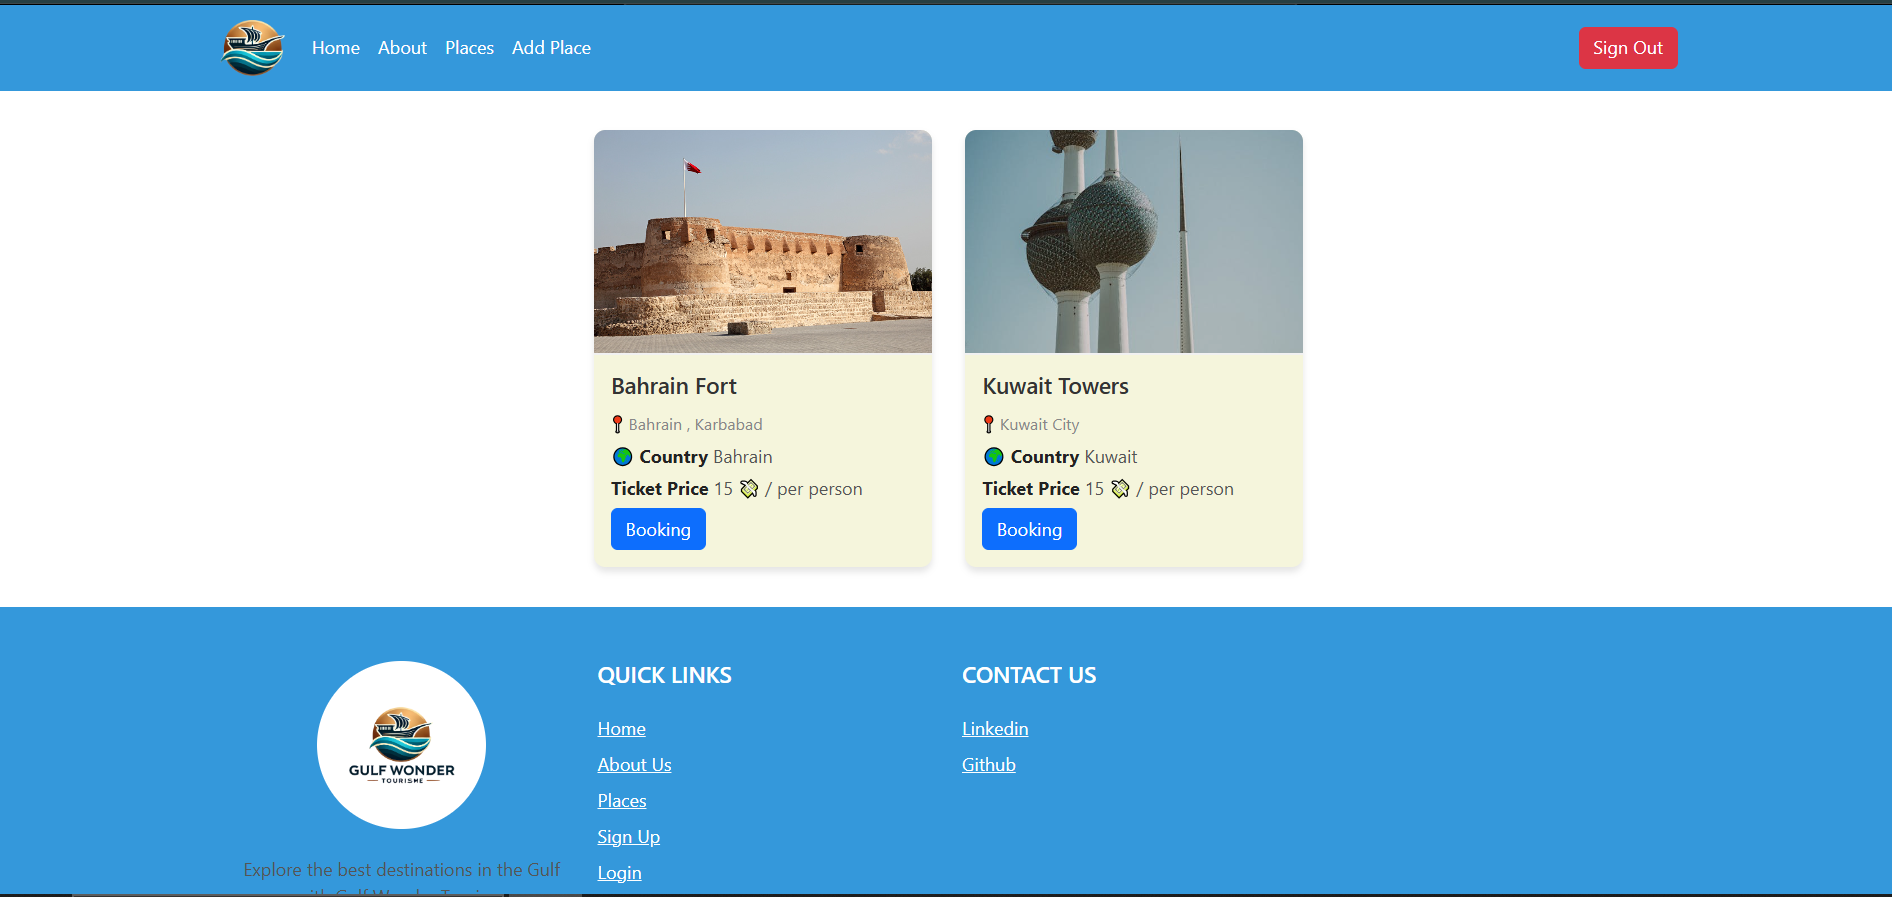 Home About Places Add Place Sign Out
Bahrain Fort
📍 Bahrain , Karbabad
🌍 Country Bahrain
Ticket Price 15 💸 / per person
Booking
Kuwait Towers
📍 Kuwait City
🌍 Country Kuwait
Ticket Price 15 💸 / per person
Booking
GULF WONDER
TOURISME
Explore the best destinations in the Gulf
QUICK LINKS
Home
About Us
Places
Sign Up
Login
CONTACT US
Linkedin
Github